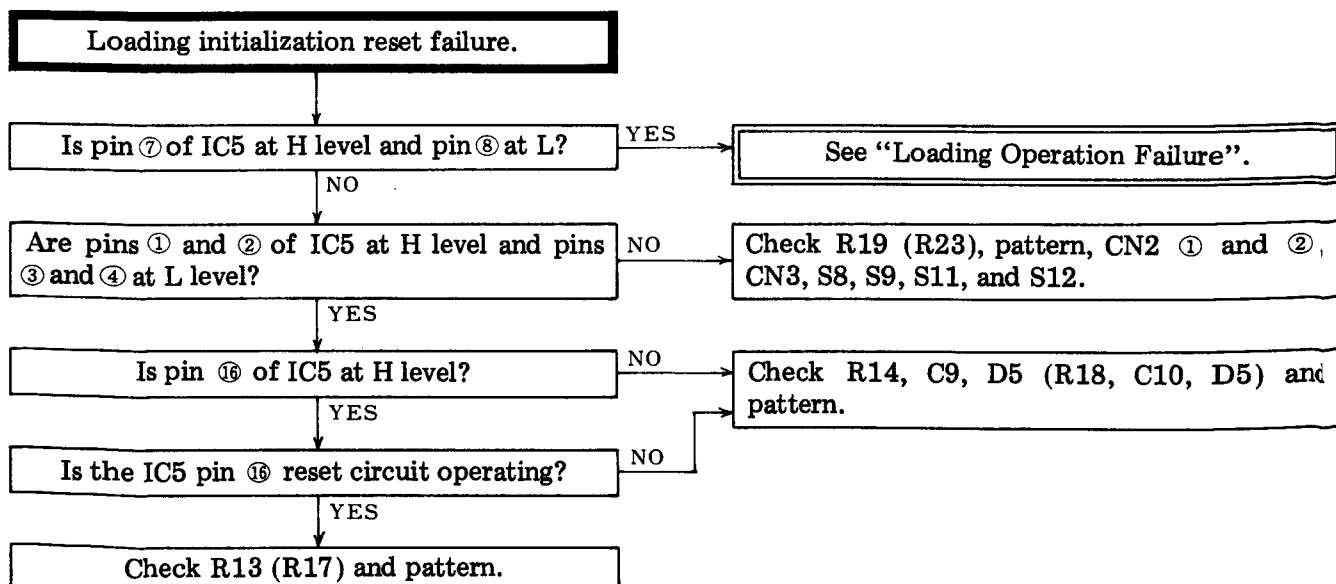 Loading initialization reset failure.
Is pin ⑦ of IC5 at H level and pin ⑧ at L?
YES
See “Loading Operation Failure”.
NO
Are pins ① and ② of IC5 at H level and pins
③ and ④ at L level?
NO
Check R19 (R23), pattern, CN2 ① and ②,
CN3, S8, S9, S11, and S12.
YES
Is pin ⑯ of IC5 at H level?
NO
Check R14, C9, D5 (R18, C10, D5) and
pattern.
YES
Is the IC5 pin ⑯ reset circuit operating?
NO
YES
Check R13 (R17) and pattern.